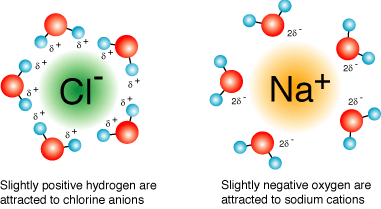 δ+
δ+
δ+
δ+
δ+
δ+
δ+
δ+
δ+
δ+
Cl-
2δ-
2δ-
2δ-
2δ-
2δ-
Na+
Slightly positive hydrogen are
attracted to chlorine anions
Slightly negative oxygen are
attracted to sodium cations